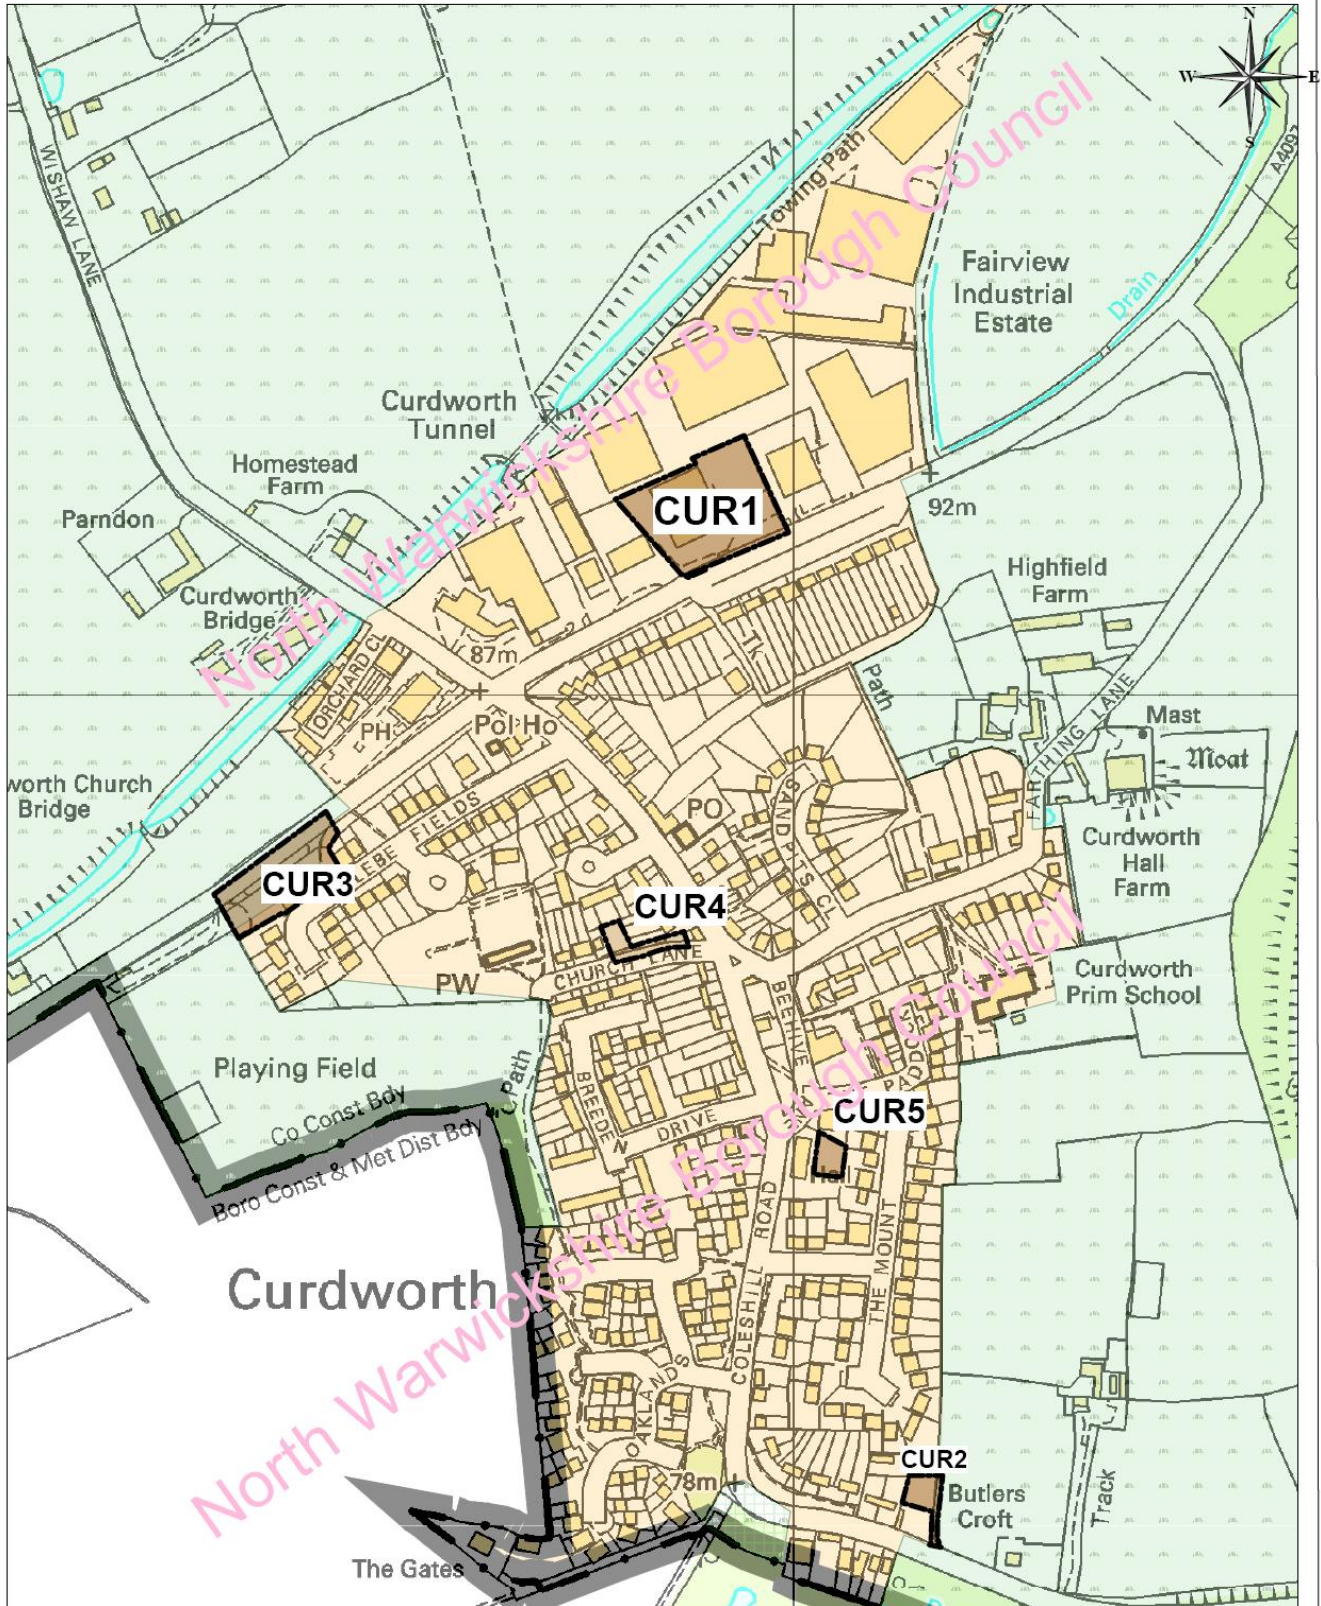 N
W
E
S
A4097
WISHAW LANE
Towing Path
Fairview
Industrial
Estate
Drain
Curdworth
Tunnel
Homestead
Farm
Parndon
CUR1
92m
Curdworth
Bridge
Highfield
Farm
ORCHARD CL
87m
TK
Path
PH
Pol Ho
FARTHING LANE
Mast
Moat
worth Church
Bridge
PO
SAND PITS CL
FIELDS
EBE
Curdworth
Hall
Farm
CUR3
CUR4
PW
CHURCH LANE
Curdworth
Prim School
BEEHIVE
Playing Field
Path
Co Const Bdy
Boro Const & Met Dist Bdy
BREEDEN
DRIVE
PADDOC
CUR5
Curdworth
COLESHILL ROAD
THE MOUNT
OAKLANDS
78m
CUR2
Butlers
Croft
Track
The Gates
North Warwickshire Borough Council
North Warwickshire Borough Council